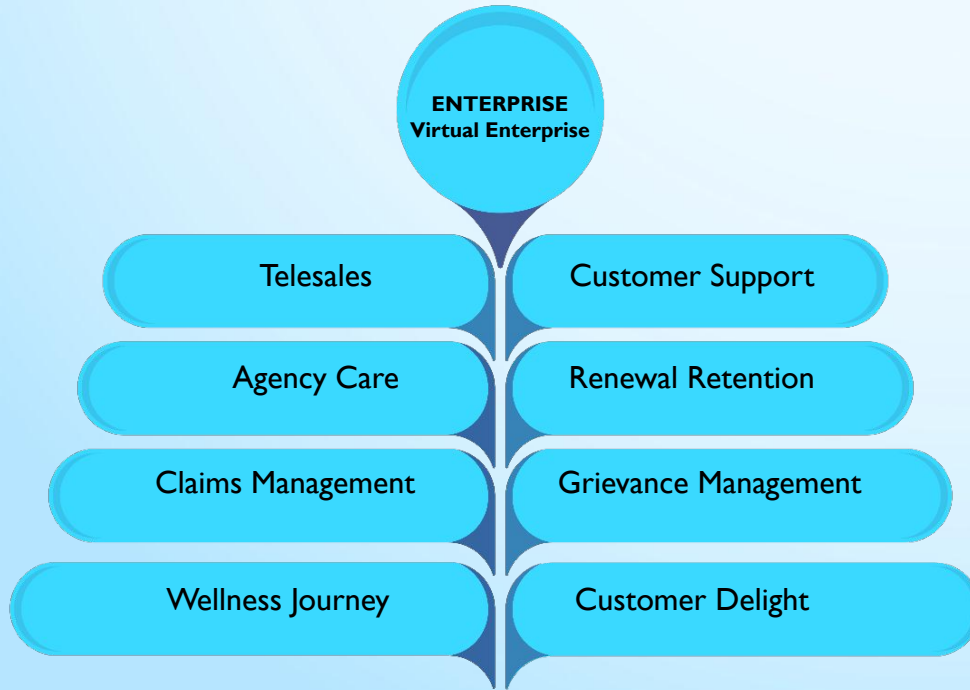 ENTERPRISE
Virtual Enterprise
Telesales
Customer Support
Agency Care
Renewal Retention
Claims Management
Grievance Management
Wellness Journey
Customer Delight